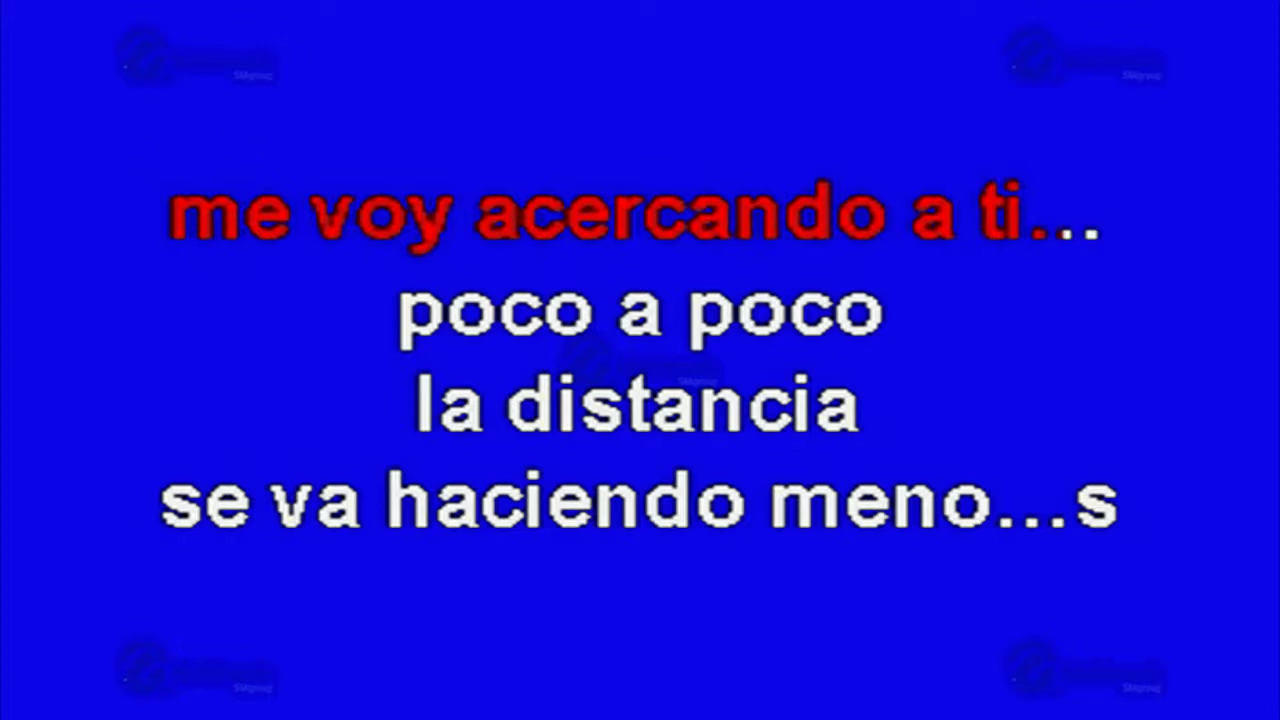 me voy acercando a ti...
poco a poco
la distancia
se va haciendo meno...s